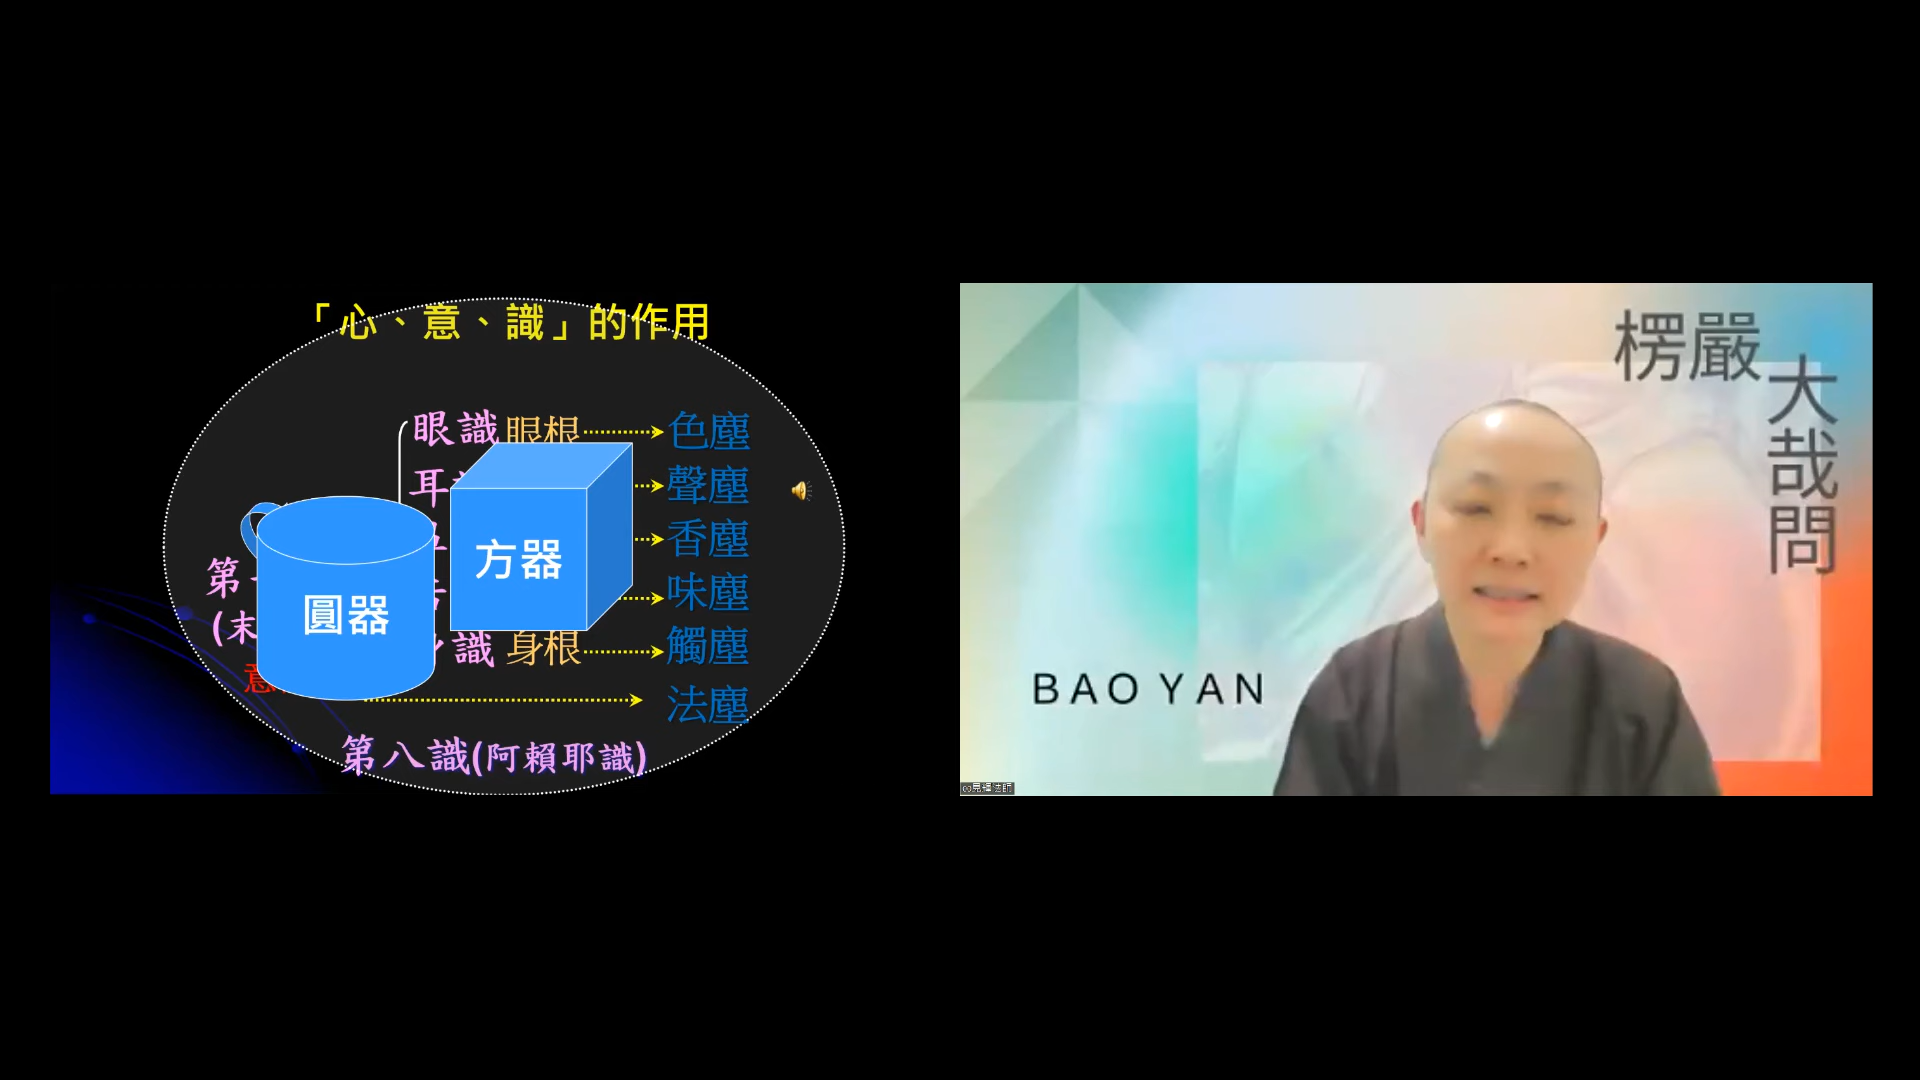 「心、意、識」的作用
眼識 眼根 色塵
耳 聲塵
香塵
方器
第
味塵
圓器
(末
識 身根 觸塵
意
法塵
第八識(阿賴耶識)
楞嚴
大哉問
BAO YAN